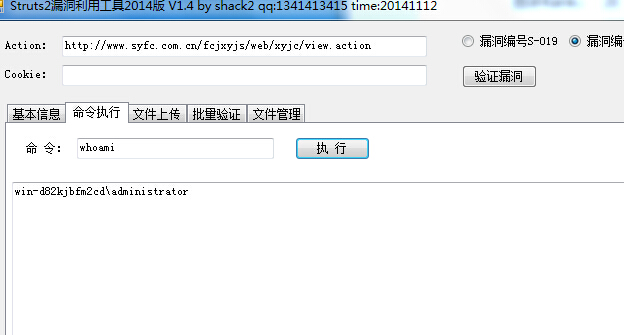 Struts2漏洞利用工具2014版 V1.4 by shack2 qq:1341413415 time:20141112
Action: http://www.syfc.com.cn/fcjxyjs/web/xyjc/view.action 漏洞编号S-019 漏洞编
Cookie: 验证漏洞
基本信息 命令执行 文件上传 批量验证 文件管理
命 令: whoami 执 行
win-d82kjbfm2cd\administrator